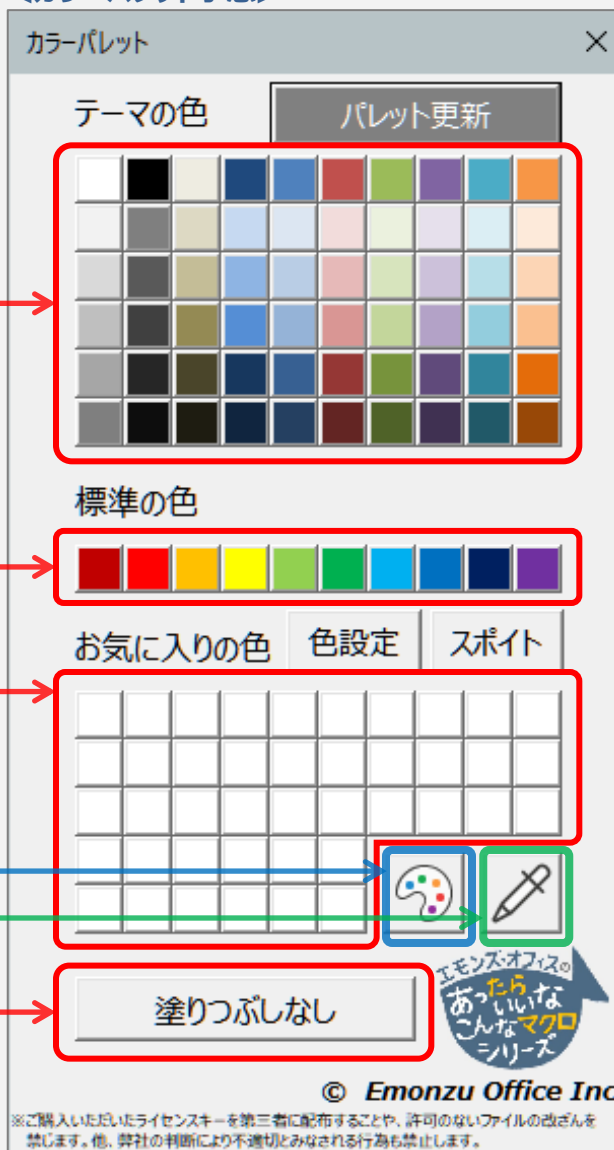 カラーパレット
テーマの色
パレット更新
標準の色
お気に入りの色
色設定
スポイト
塗りつぶしなし
エモンズ・オフィスの
あったら
いいな
こんなマクロ
シリーズ
© Emonzu Office Inc
※ご購入いただいたライセンスキーを第三者に配布することや、許可のないファイルの改ざんを
禁じます。他、弊社の判断により不適切とみなされる行為も禁止します。